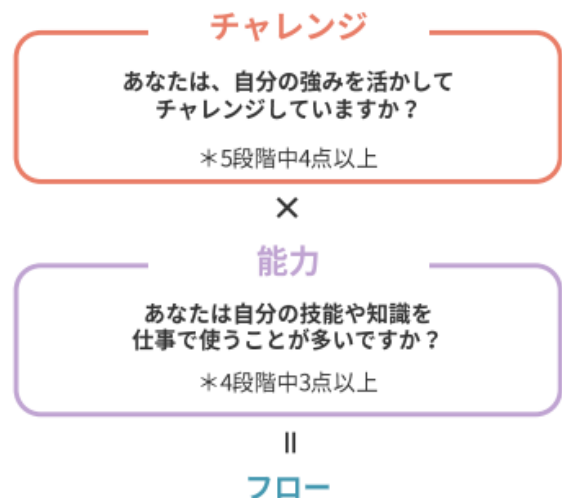 チャレンジ
あなたは、自分の強みを活かして
チャレンジしていますか？
＊5段階中4点以上
×
能力
あなたは自分の技能や知識を
仕事で使うことが多いですか？
＊4段階中3点以上
＝
フロー